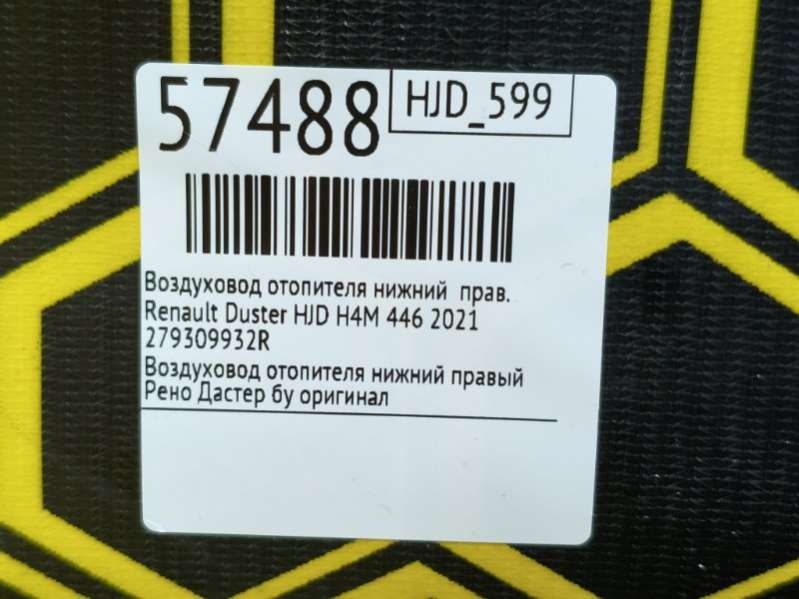 57488
HJD_599
Воздуховод отопителя нижний прав.
Renault Duster HJD H4M 446 2021
279309932R
Воздуховод отопителя нижний правый
Рено Дастер бу оригинал